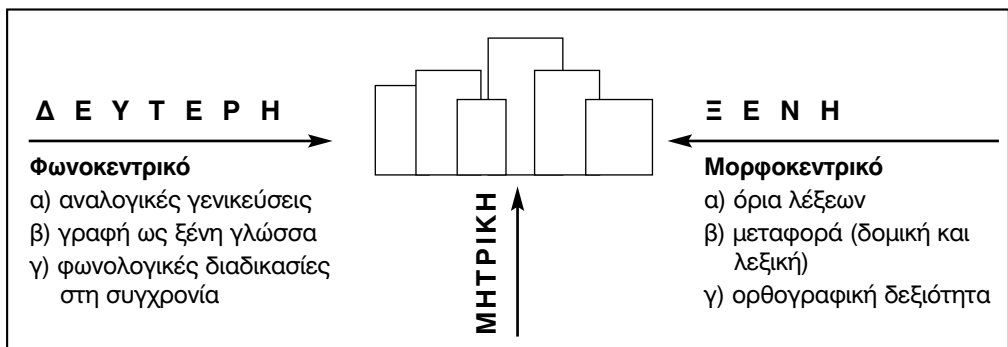 Δ Ε Υ Τ Ε Ρ Η
Φωνοκεντρικό
α) αναλογικές γενικεύσεις
β) γραφή ως ξένη γλώσσα
γ) φωνολογικές διαδικασίες
στη συγχρονία
ΜΗΤΡΙΚΗ
Ξ Ε Ν Η
Μορφοκεντρικό
α) όρια λέξεων
β) μεταφορά (δομική και
λεξική)
γ) ορθογραφική δεξιότητα